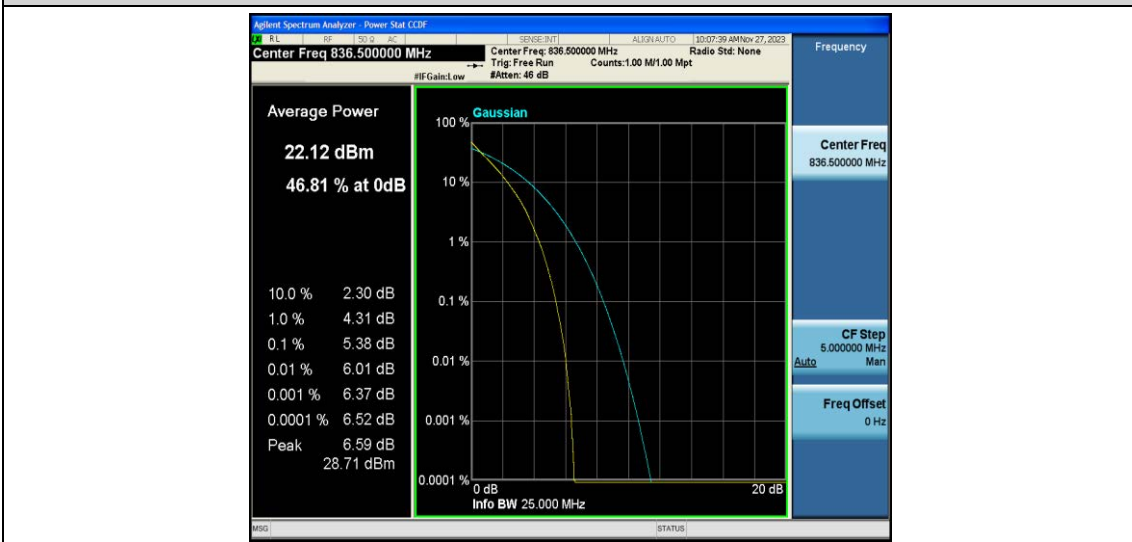 Agilent Spectrum Analyzer - Power Stat CCDF
RL RF 50 Ω AC SENSE:INT ALIGN AUTO 10:07:39 AM Nov 27, 2023
Center Freq 836.500000 MHz
Center Freq: 836.500000 MHz Radio Std: None
Trig: Free Run Counts:1.00 M/1.00 Mpt
#IFGain:Low #Atten: 46 dB
Frequency
Average Power
22.12 dBm
46.81 % at 0dB
10.0 % 2.30 dB
1.0 % 4.31 dB
0.1 % 5.38 dB
0.01 % 6.01 dB
0.001 % 6.37 dB
0.0001 % 6.52 dB
Peak 6.59 dB
28.71 dBm
Gaussian
100 %
10 %
1 %
0.1 %
0.01 %
0.001 %
0.0001 %
0 dB 20 dB
Info BW 25.000 MHz
Center Freq
836.500000 MHz
CF Step
5.000000 MHz
Auto Man
Freq Offset
0 Hz
MSG STATUS